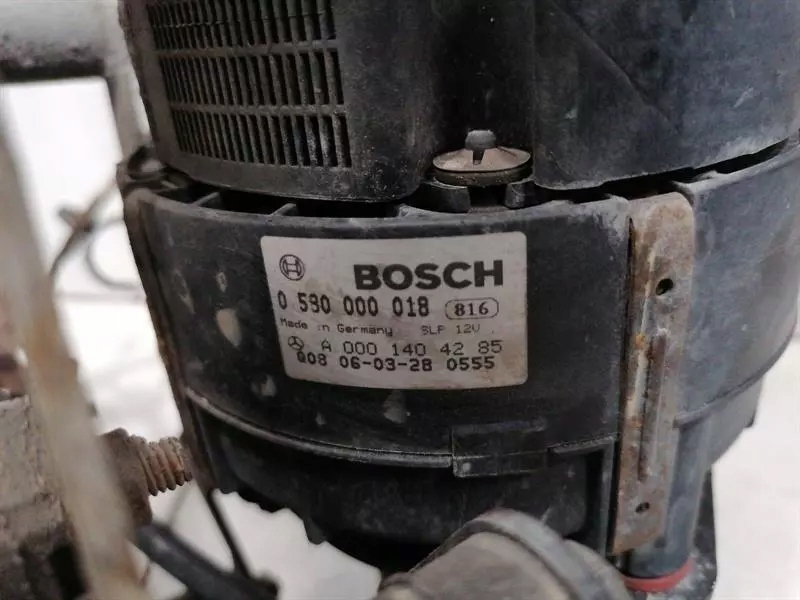 BOSCH
0 580 000 018 816
Made in Germany SLP 12V
A 000 140 42 85
Q08 06-03-28 0555